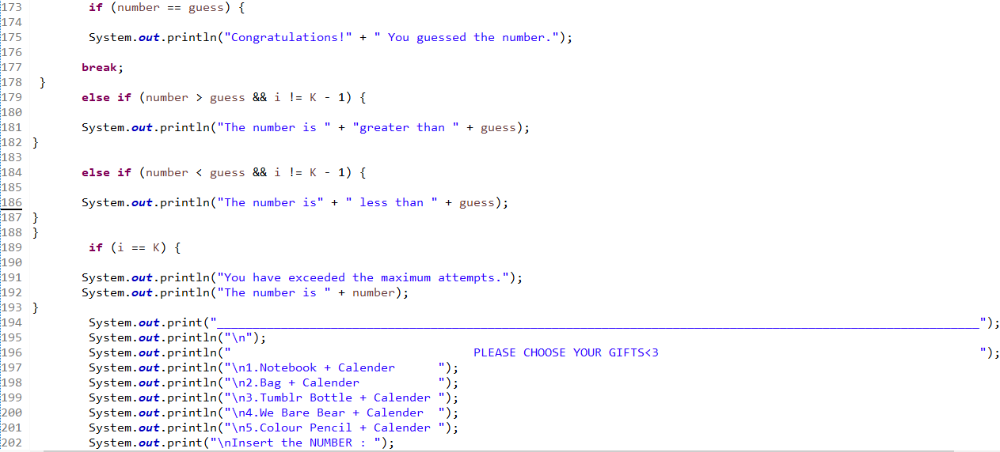 173 if (number == guess) {
174
175 System.out.println("Congratulations!" + " You guessed the number.");
176
177 break;
178 }
179 else if (number > guess && i != K - 1) {
180
181 System.out.println("The number is " + "greater than " + guess);
182 }
183
184 else if (number < guess && i != K - 1) {
185
186 System.out.println("The number is" + " less than " + guess);
187 }
188 }
189 if (i == K) {
190
191 System.out.println("You have exceeded the maximum attempts.");
192 System.out.println("The number is " + number);
193 }
194 System.out.print("___________________________________________________________________________________________________________");
195 System.out.println("\n");
196 System.out.println("                                  PLEASE CHOOSE YOUR GIFTS<3                                             ");
197 System.out.println("\n1.Notebook + Calender      ");
198 System.out.println("\n2.Bag + Calender           ");
199 System.out.println("\n3.Tumblr Bottle + Calender ");
200 System.out.println("\n4.We Bare Bear + Calender  ");
201 System.out.println("\n5.Colour Pencil + Calender ");
202 System.out.print("\nInsert the NUMBER : ");